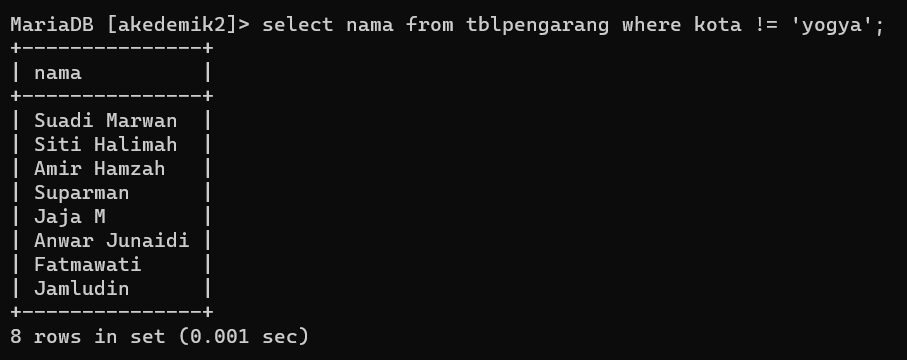 MariaDB [akedemik2]> select nama from tblpengarang where kota != 'yogya';
+---------------+
| nama          |
+---------------+
| Suadi Marwan  |
| Siti Halimah  |
| Amir Hamzah   |
| Suparman      |
| Jaja M        |
| Anwar Junaidi |
| Fatmawati     |
| Jamludin      |
+---------------+
8 rows in set (0.001 sec)